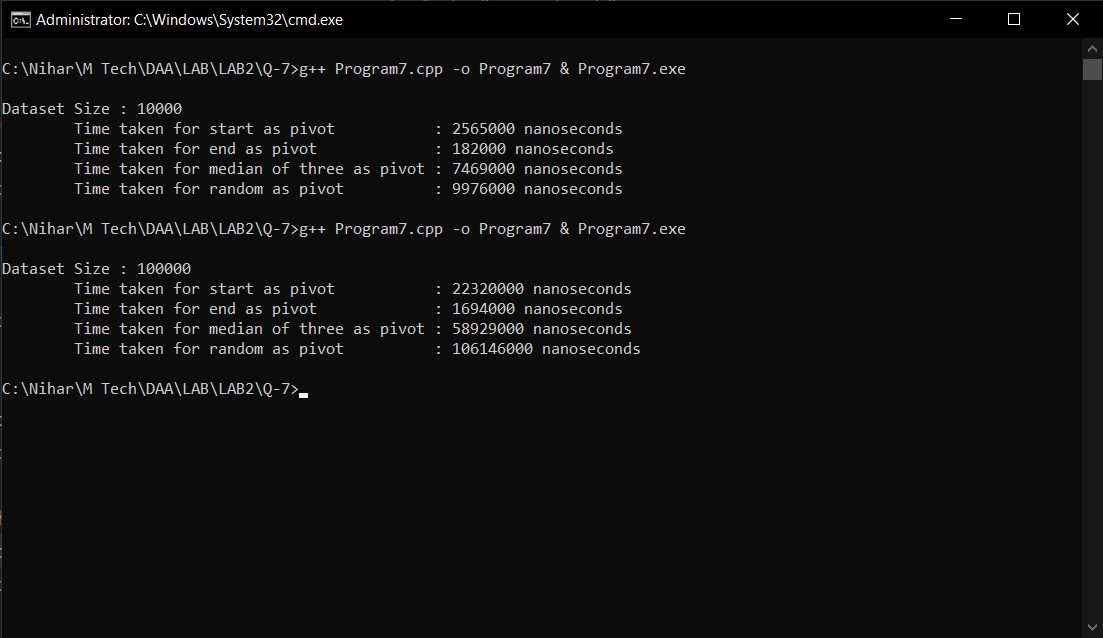 Administrator: C:\Windows\System32\cmd.exe
C:\Nihar\M Tech\DAA\LAB\LAB2\Q-7>g++ Program7.cpp -o Program7 & Program7.exe
Dataset Size : 10000
Time taken for start as pivot : 2565000 nanoseconds
Time taken for end as pivot : 182000 nanoseconds
Time taken for median of three as pivot : 7469000 nanoseconds
Time taken for random as pivot : 9976000 nanoseconds
C:\Nihar\M Tech\DAA\LAB\LAB2\Q-7>g++ Program7.cpp -o Program7 & Program7.exe
Dataset Size : 100000
Time taken for start as pivot : 22320000 nanoseconds
Time taken for end as pivot : 1694000 nanoseconds
Time taken for median of three as pivot : 58929000 nanoseconds
Time taken for random as pivot : 106146000 nanoseconds
C:\Nihar\M Tech\DAA\LAB\LAB2\Q-7>